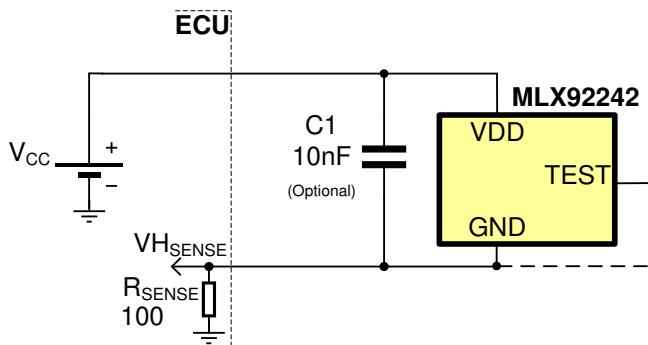 ECU
MLX92242
VDD
C1
10nF
(Optional)
VCC
+
−
TEST
GND
VHSENSE
RSENSE
100